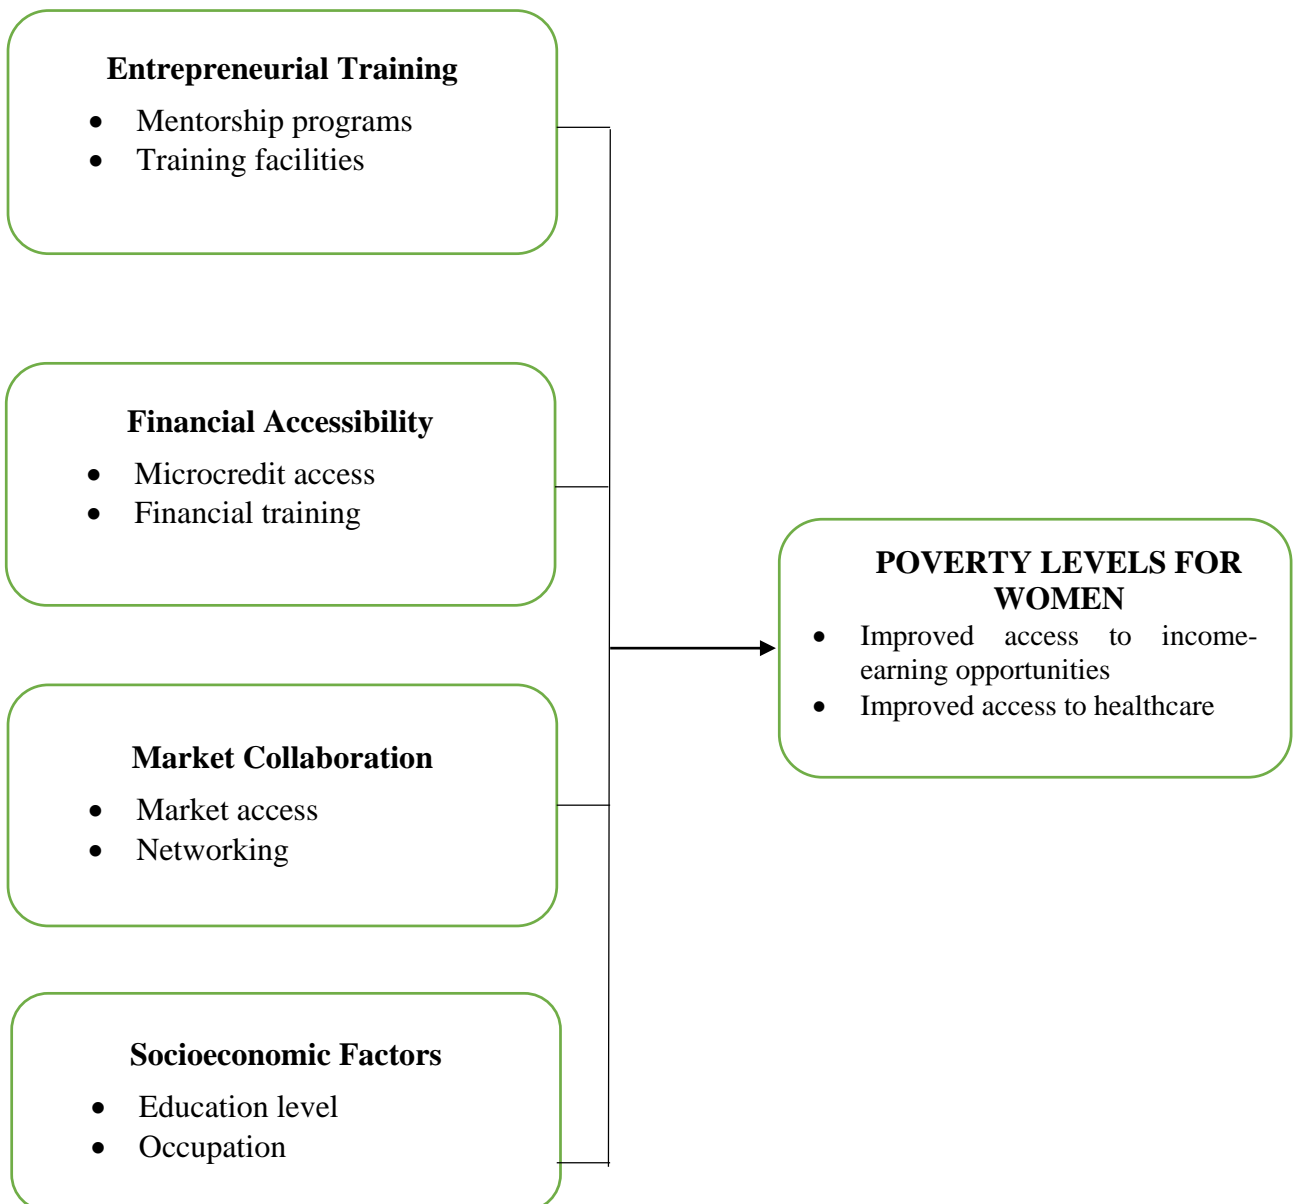 Entrepreneurial Training
• Mentorship programs
• Training facilities
Financial Accessibility
• Microcredit access
• Financial training
Market Collaboration
• Market access
• Networking
Socioeconomic Factors
• Education level
• Occupation
POVERTY LEVELS FOR
WOMEN
• Improved access to income-
earning opportunities
• Improved access to healthcare